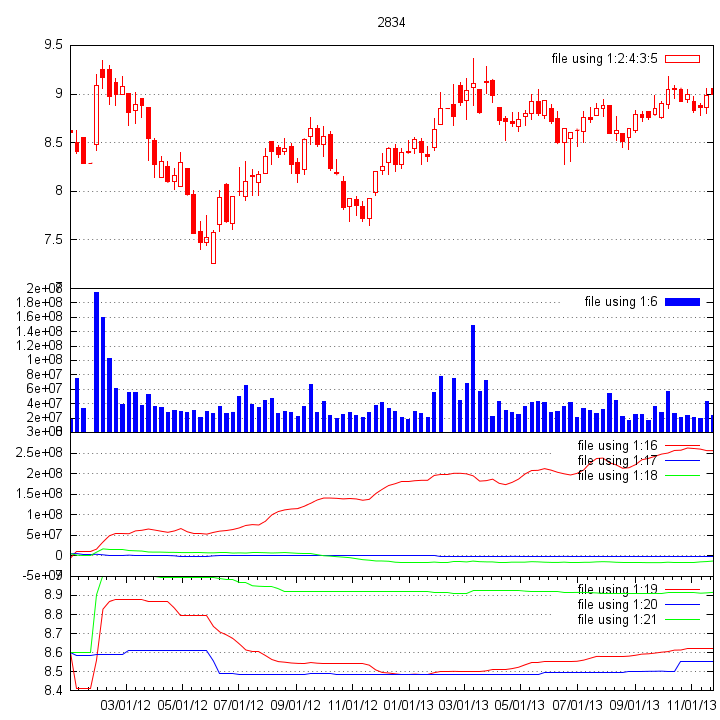 2834
9.5
file using 1:2:4:3:5
9
8.5
8
7.5
7
2e+08
1.8e+08
file using 1:6
1.6e+08
1.4e+08
1.2e+08
1e+08
8e+07
6e+07
4e+07
2e+07
0
3e+08
file using 1:16
2.5e+08
file using 1:17
2e+08
file using 1:18
1.5e+08
1e+08
5e+07
0
-5e+07
9
8.9
file using 1:19
file using 1:20
8.8
file using 1:21
8.7
8.6
8.5
8.4
03/01/12 05/01/12 07/01/12 09/01/12 11/01/12 01/01/13 03/01/13 05/01/13 07/01/13 09/01/13 11/01/13